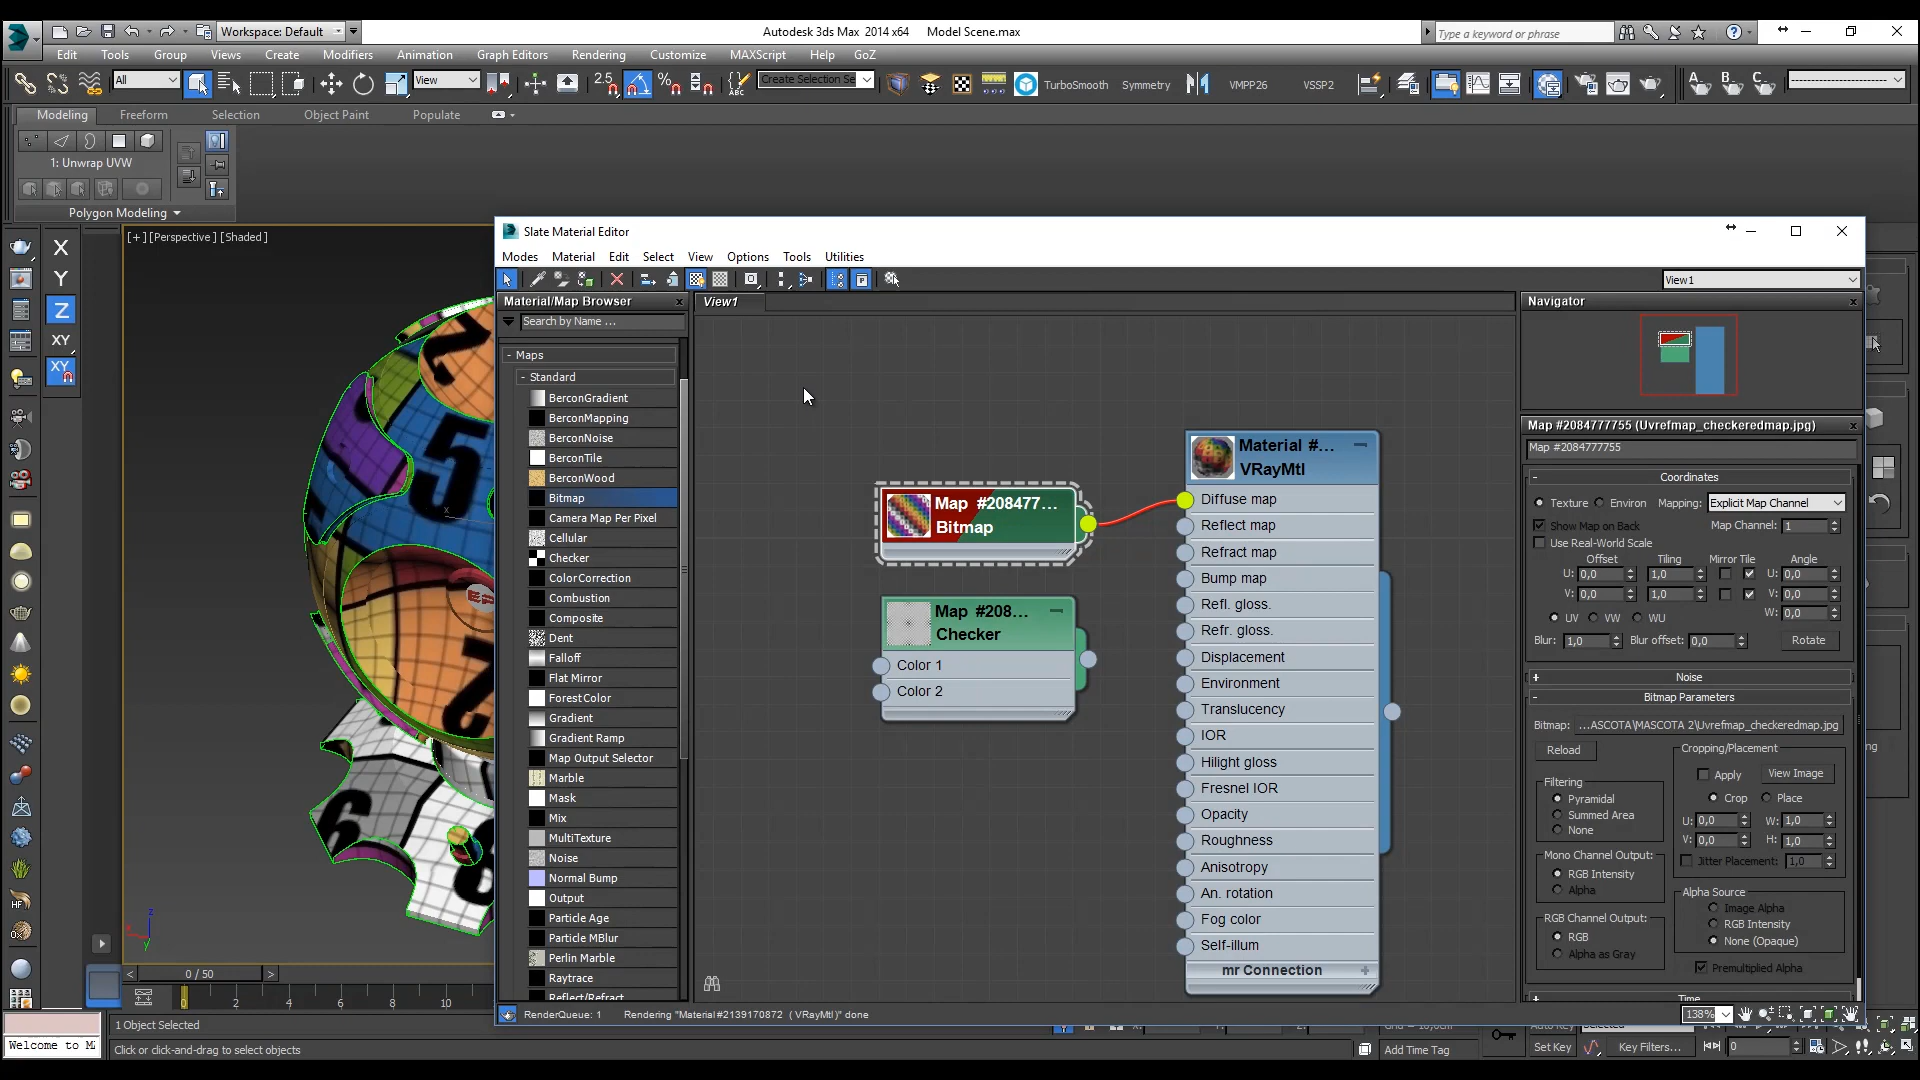 Workspace: Default
Autodesk 3ds Max 2014 x64 Model Scene.max
Type a keyword or phrase
Edit Tools Group Views Create Modifiers Animation Graph Editors Rendering Customize MAXScript Help GoZ
All View 2.5 Create Selection Se TurboSmooth Symmetry VMPP26 VSSP2
Modeling Freeform Selection Object Paint Populate
1: Unwrap UVW
Polygon Modeling
[+] [Perspective ] [Shaded ]
X
Y
Z
XY
XY
5
6
Slate Material Editor
Modes Material Edit Select View Options Tools Utilities
View1
Material/Map Browser
Search by Name ...
- Maps
- Standard
BerconGradient
BerconMapping
BerconNoise
BerconTile
BerconWood
Bitmap
Camera Map Per Pixel
Cellular
Checker
ColorCorrection
Combustion
Composite
Dent
Falloff
Flat Mirror
ForestColor
Gradient
Gradient Ramp
Map Output Selector
Marble
Mask
Mix
MultiTexture
Noise
Normal Bump
Output
Particle Age
Particle MBlur
Perlin Marble
Raytrace
Reflect/Refract
View1
Map #208477...
Bitmap
Map #208...
Checker
Color 1
Color 2
Material #...
VRayMtl
Diffuse map
Reflect map
Refract map
Bump map
Refl. gloss.
Refr. gloss.
Displacement
Environment
Translucency
IOR
Hilight gloss
Fresnel IOR
Opacity
Roughness
Anisotropy
An. rotation
Fog color
Self-illum
mr Connection +
Navigator
Map #2084777755 (Uvrefmap_checkeredmap.jpg)
Map #2084777755
- Coordinates
Texture Environ Mapping: Explicit Map Channel
Show Map on Back Map Channel: 1
Use Real-World Scale
Offset Tiling Mirror Tile Angle
U: 0,0 1,0 U: 0,0
V: 0,0 1,0 V: 0,0
UV VW WU W: 0,0
Blur: 1,0 Blur offset: 0,0 Rotate
+ Noise
- Bitmap Parameters
Bitmap: ...ASCOTA\MASCOTA 2\Uvrefmap_checkeredmap.jpg
Reload
Cropping/Placement
Apply View Image
Crop Place
U: 0,0 W: 1,0
V: 0,0 H: 1,0
Jitter Placement: 1,0
Filtering
Pyramidal
Summed Area
None
Mono Channel Output:
RGB Intensity
Alpha
RGB Channel Output:
RGB
Alpha as Gray
Alpha Source
Image Alpha
RGB Intensity
None (Opaque)
Premultiplied Alpha
+ Time
RenderQueue: 1 Rendering "Material #2139170872 ( VRayMtl )" done
138%
< 0 / 50 >
0 2 4 6 8 10
1 Object Selected
Welcome to M
Click or click-and-drag to select objects
Add Time Tag
Set Key Key Filters... 0